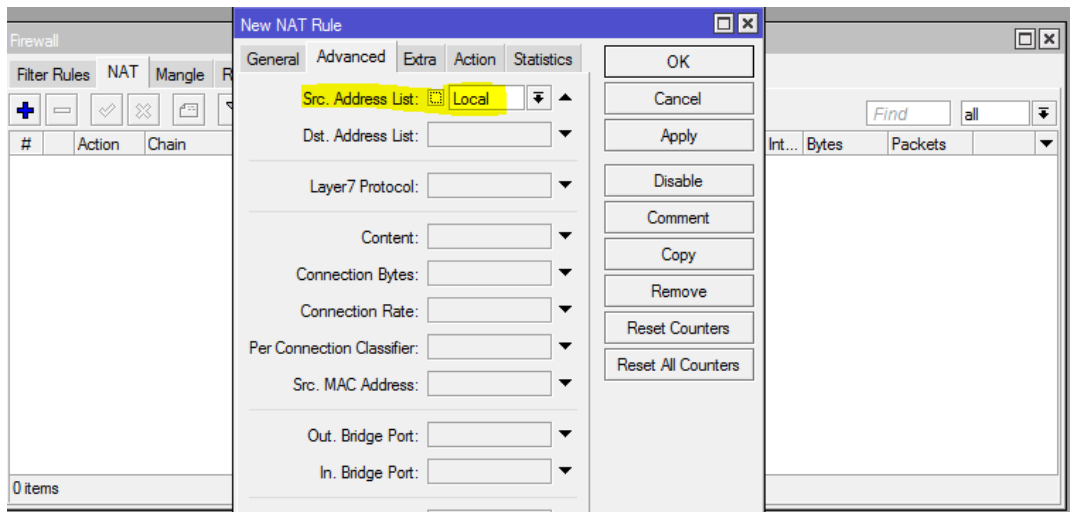 New NAT Rule
Firewall
General Advanced Extra Action Statistics
Filter Rules NAT Mangle R
OK
Src. Address List: Local
Cancel
Find all
Dst. Address List:
Apply
# Action Chain Int... Bytes Packets
Layer7 Protocol:
Disable
Comment
Content:
Copy
Connection Bytes:
Remove
Connection Rate:
Reset Counters
Per Connection Classifier:
Reset All Counters
Src. MAC Address:
Out. Bridge Port:
In. Bridge Port:
0 items